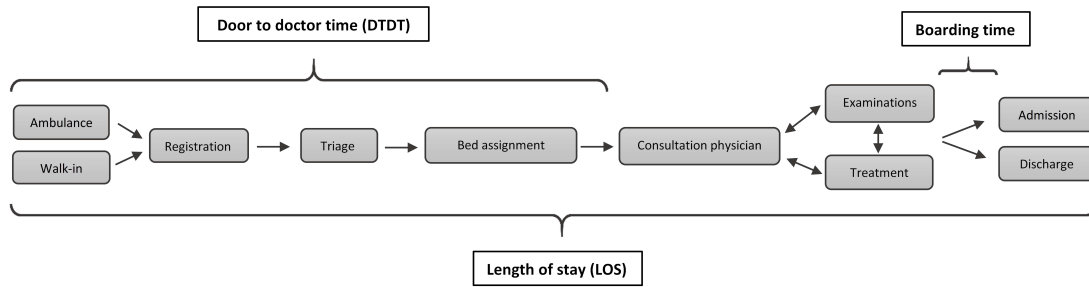 Door to doctor time (DTDT)
Boarding time
Ambulance
Walk-in
Registration
Triage
Bed assignment
Consultation physician
Examinations
Treatment
Admission
Discharge
Length of stay (LOS)